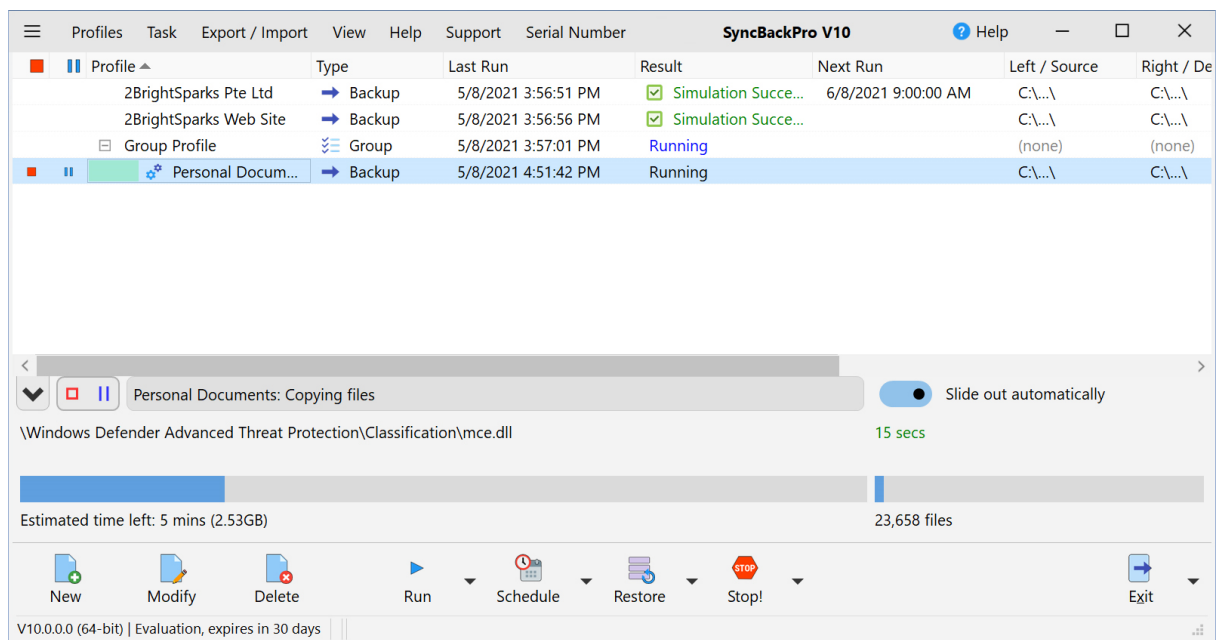 Profiles Task Export / Import View Help Support Serial Number SyncBackPro V10 ? Help
Profile Type Last Run Result Next Run Left / Source Right / De
2BrightSparks Pte Ltd Backup 5/8/2021 3:56:51 PM Simulation Succe... 6/8/2021 9:00:00 AM C:\...\ C:\...\
2BrightSparks Web Site Backup 5/8/2021 3:56:56 PM Simulation Succe... C:\...\ C:\...\
Group Profile Group 5/8/2021 3:57:01 PM Running (none) (none)
Personal Docum... Backup 5/8/2021 4:51:42 PM Running C:\...\ C:\...\
Personal Documents: Copying files Slide out automatically
\Windows Defender Advanced Threat Protection\Classification\mce.dll 15 secs
Estimated time left: 5 mins (2.53GB) 23,658 files
STOP
New Modify Delete Run Schedule Restore Stop! Exit
V10.0.0.0 (64-bit) | Evaluation, expires in 30 days